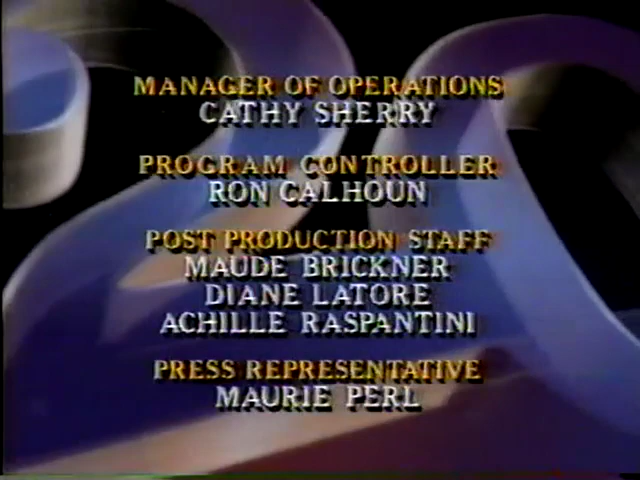 MANAGER OF OPERATIONS
CATHY SHERRY
PROGRAM CONTROLLER
RON CALHOUN
POST PRODUCTION STAFF
MAUDE BRICKNER
DIANE LATORE
ACHILLE RASPANTINI
PRESS REPRESENTATIVE
MAURIE PERL